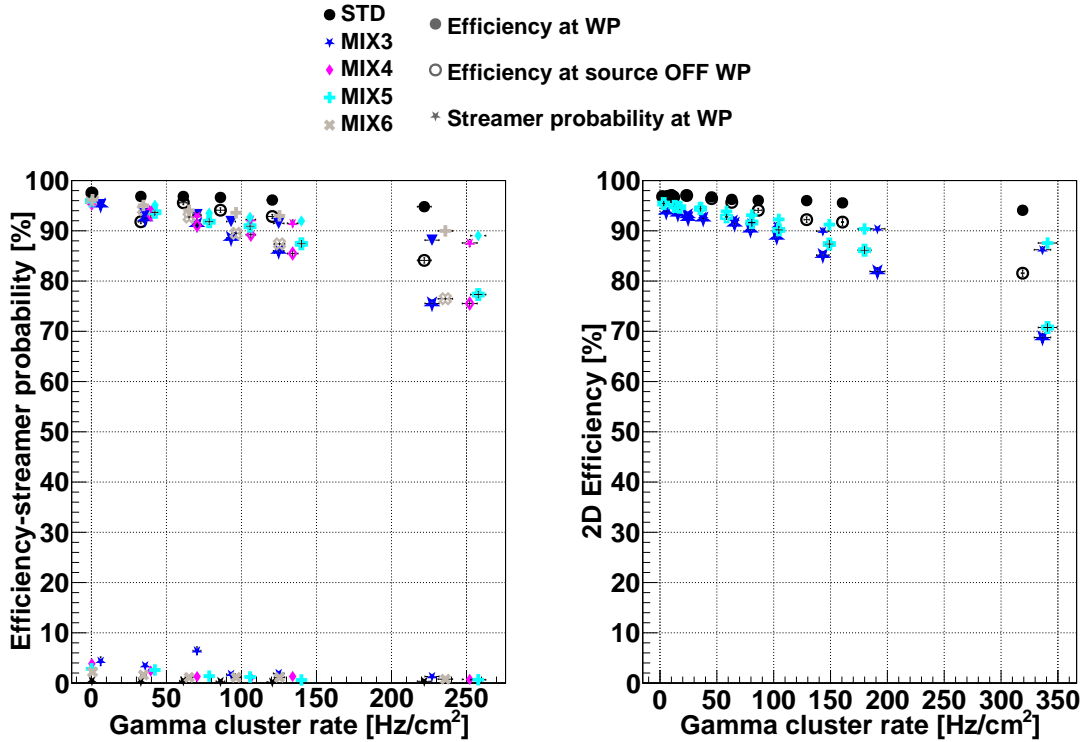 STD
MIX3
MIX4
MIX5
MIX6
Efficiency at WP
Efficiency at source OFF WP
Streamer probability at WP
Efficiency-streamer probability [%]
100
90
80
70
60
50
40
30
20
10
0
0 50 100 150 200 250
Gamma cluster rate [Hz/cm²]
2D Efficiency [%]
100
90
80
70
60
50
40
30
20
10
0
0 50 100 150 200 250 300 350
Gamma cluster rate [Hz/cm²]